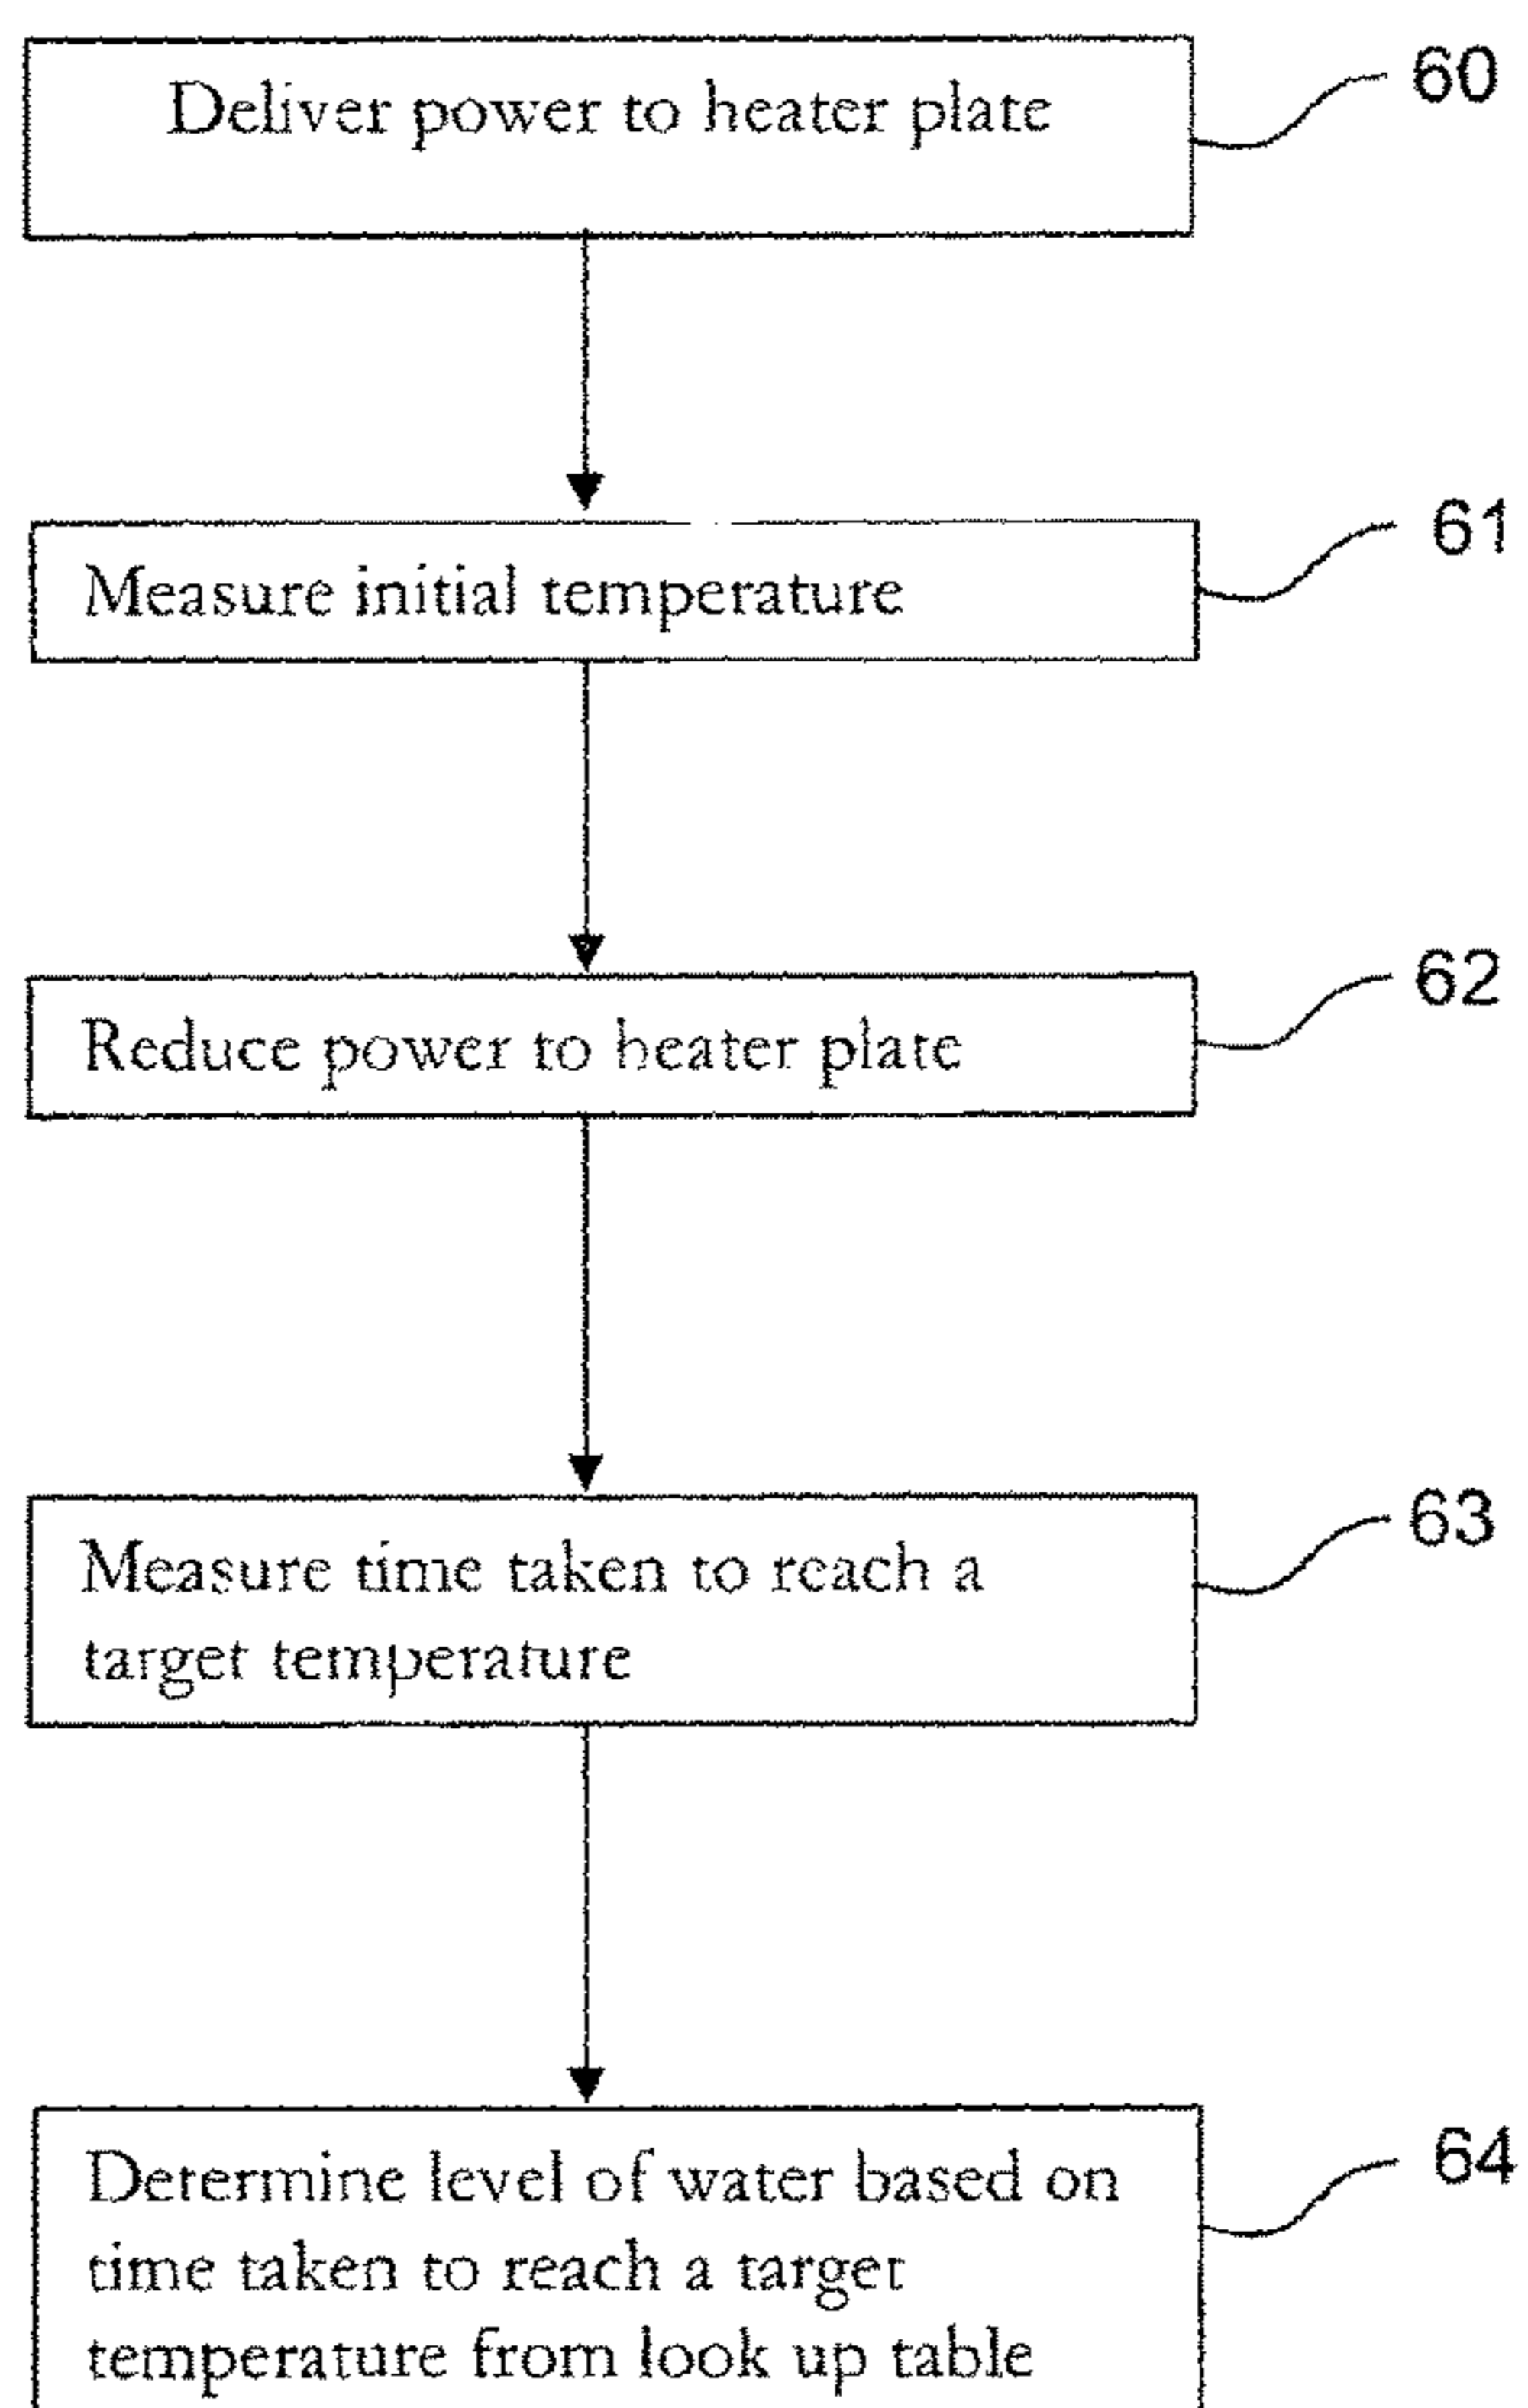 Deliver power to heater plate
60
Measure initial temperature
61
Reduce power to heater plate
62
Measure time taken to reach a
target temperature
63
Determine level of water based on
time taken to reach a target
temperature from look up table
64